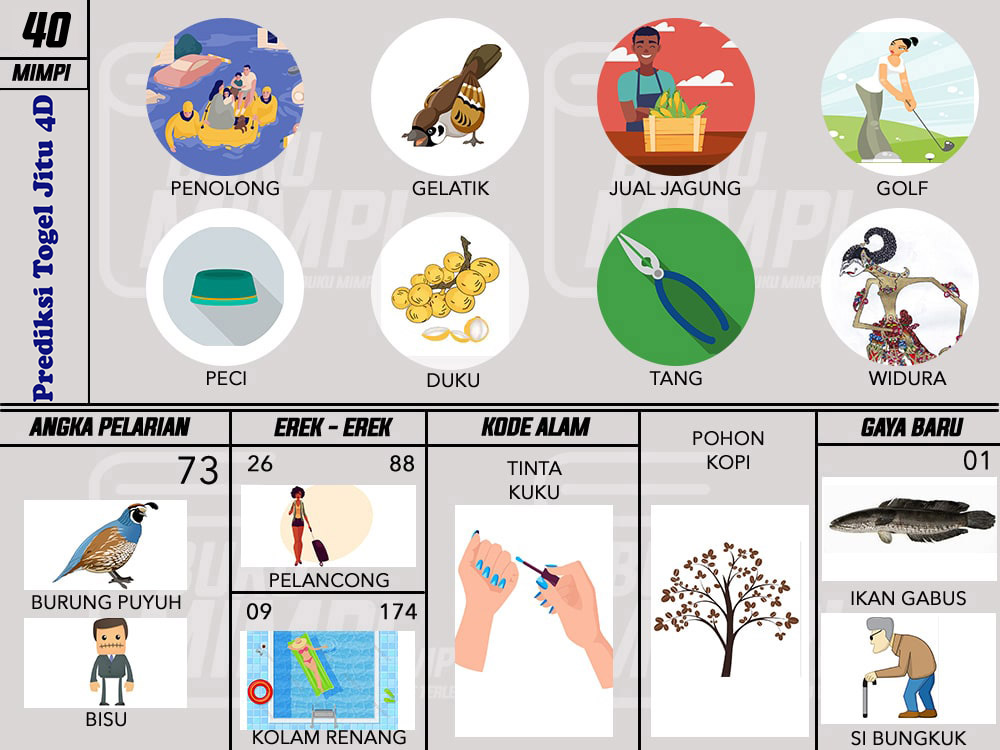 40
MIMPI
Prediksi Togel Jitu 4D
PENOLONG
GELATIK
JUAL JAGUNG
GOLF
PECI
DUKU
TANG
WIDURA
ANGKA PELARIAN
73
BURUNG PUYUH
BISU
EREK - EREK
26 88
PELANCONG
09 174
KOLAM RENANG
KODE ALAM
TINTA
KUKU
POHON
KOPI
GAYA BARU
01
IKAN GABUS
SI BUNGKUK